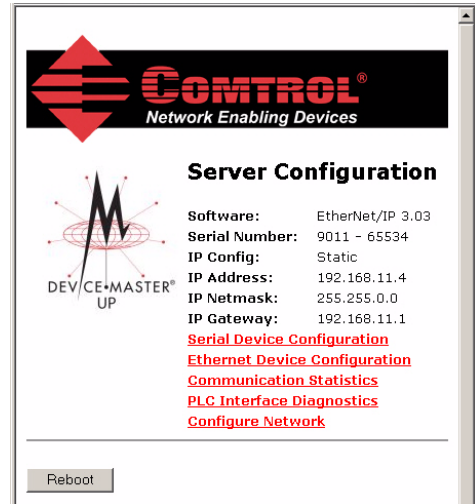 COMTROL®
Network Enabling Devices
Server Configuration
DEVICE•MASTER®
UP
Software: EtherNet/IP 3.03
Serial Number: 9011 - 65534
IP Config: Static
IP Address: 192.168.11.4
IP Netmask: 255.255.0.0
IP Gateway: 192.168.11.1
Serial Device Configuration
Ethernet Device Configuration
Communication Statistics
PLC Interface Diagnostics
Configure Network
Reboot